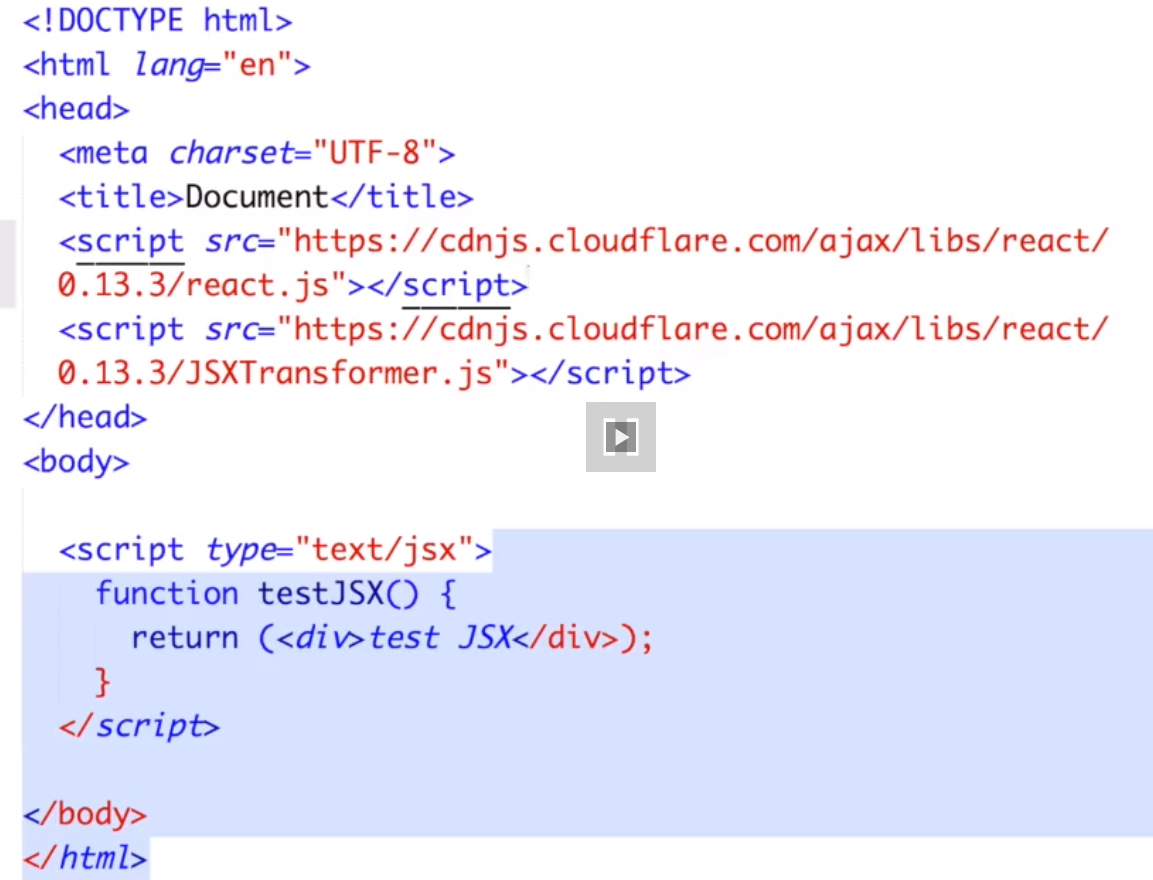 <!DOCTYPE html>
<html lang="en">
<head>
<meta charset="UTF-8">
<title>Document</title>
<script src="https://cdnjs.cloudflare.com/ajax/libs/react/
0.13.3/react.js"></script>
<script src="https://cdnjs.cloudflare.com/ajax/libs/react/
0.13.3/JSXTransformer.js"></script>
</head>
<body>
<script type="text/jsx">
function testJSX() {
return (<div>test JSX</div>);
}
</script>
</body>
</html>